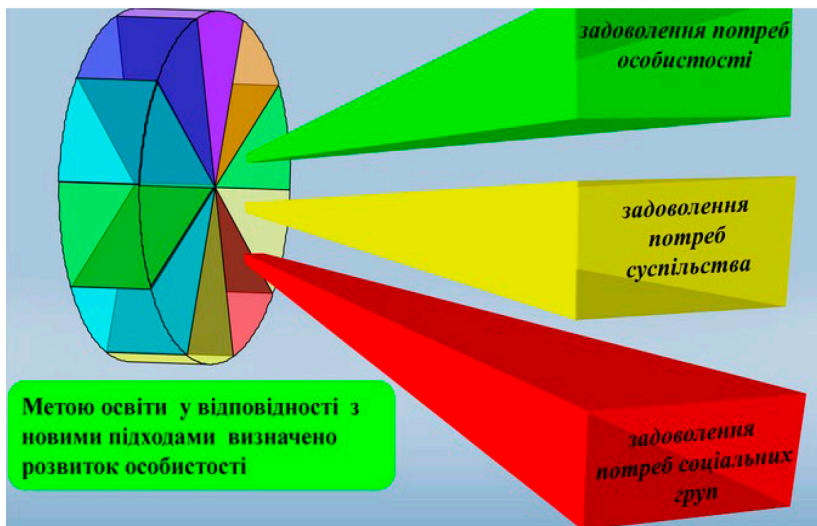 задоволення потреб
особистості
задоволення
потреб
суспільства
Метою освіти у відповідності з
новими підходами визначено
розвиток особистості
задоволення
потреб соціальних
груп